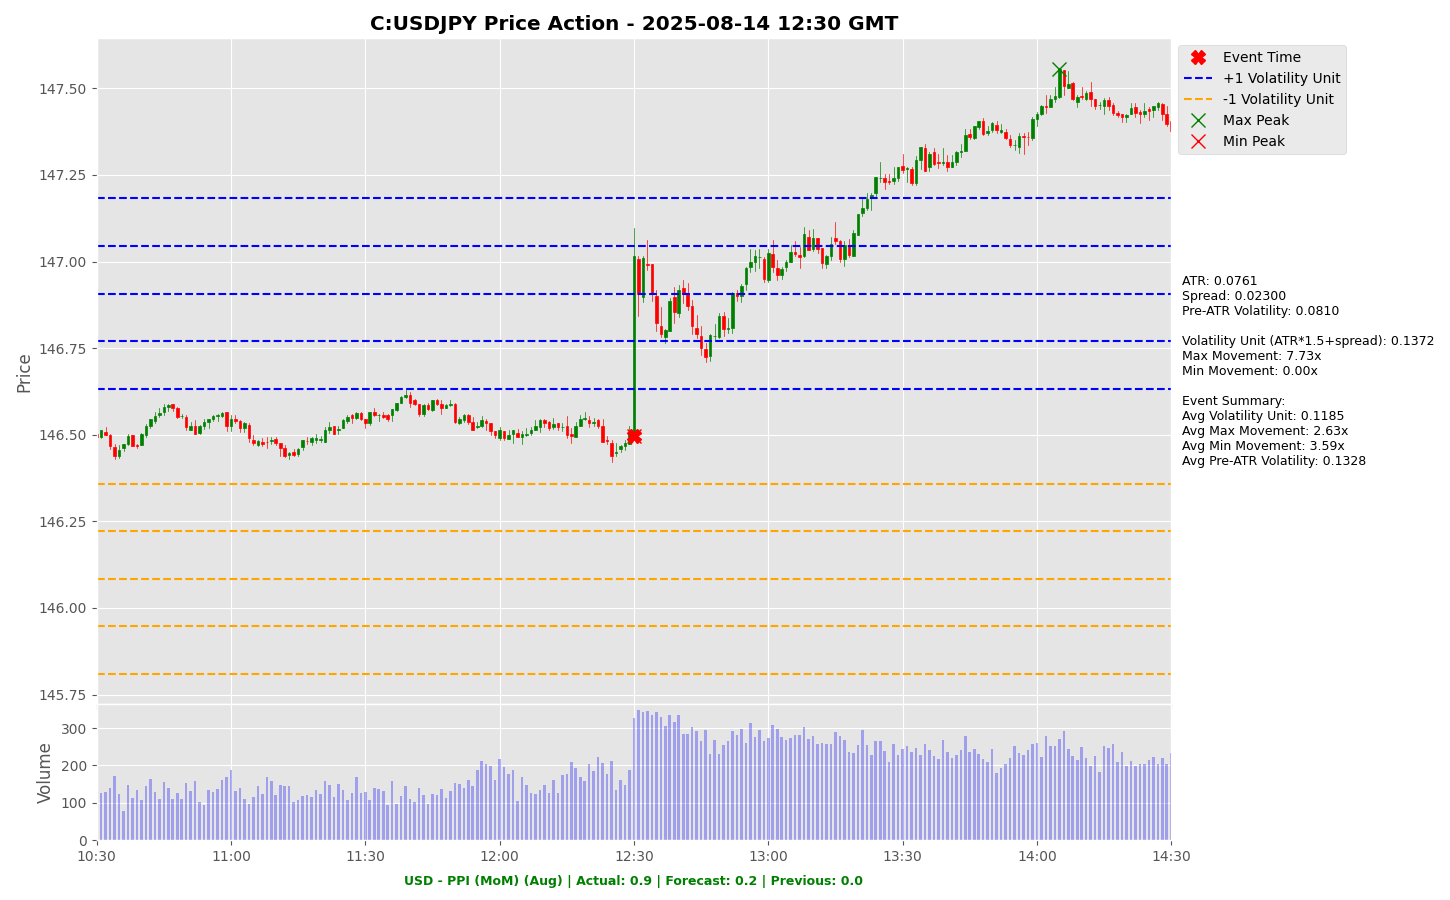 C:USDJPY Price Action - 2025-08-14 12:30 GMT
Event Time
+1 Volatility Unit
-1 Volatility Unit
Max Peak
Min Peak
147.50
147.25
147.00
146.75
146.50
146.25
146.00
145.75
Price
ATR: 0.0761
Spread: 0.02300
Pre-ATR Volatility: 0.0810
Volatility Unit (ATR*1.5+spread): 0.1372
Max Movement: 7.73x
Min Movement: 0.00x
Event Summary:
Avg Volatility Unit: 0.1185
Avg Max Movement: 2.63x
Avg Min Movement: 3.59x
Avg Pre-ATR Volatility: 0.1328
300
200
100
0
Volume
10:30
11:00
11:30
12:00
12:30
13:00
13:30
14:00
14:30
USD - PPI (MoM) (Aug) | Actual: 0.9 | Forecast: 0.2 | Previous: 0.0